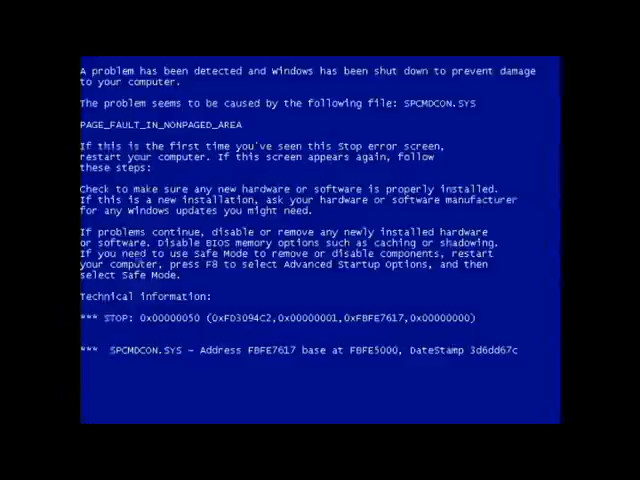 A problem has been detected and Windows has been shut down to prevent damage
to your computer.
The problem seems to be caused by the following file: SPCMDCON.SYS
PAGE_FAULT_IN_NONPAGED_AREA
If this is the first time you've seen this Stop error screen,
restart your computer. If this screen appears again, follow
these steps:
Check to make sure any new hardware or software is properly installed.
If this is a new installation, ask your hardware or software manufacturer
for any Windows updates you might need.
If problems continue, disable or remove any newly installed hardware
or software. Disable BIOS memory options such as caching or shadowing.
If you need to use Safe Mode to remove or disable components, restart
your computer, press F8 to select Advanced Startup Options, and then
select Safe Mode.
Technical information:
*** STOP: 0x00000050 (0xFD3094C2,0x00000001,0xFBFE7617,0x00000000)
*** SPCMDCON.SYS - Address FBFE7617 base at FBFE5000, DateStamp 3d6dd67c